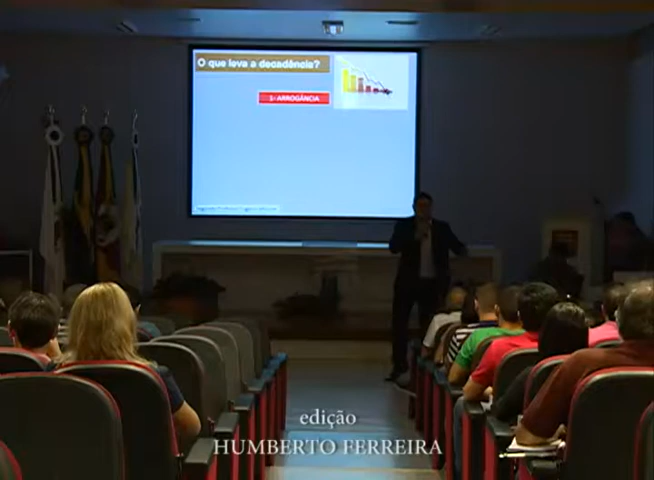 O que leva a decadência?
1- ARROGÂNCIA
edição
HUMBERTO FERREIRA